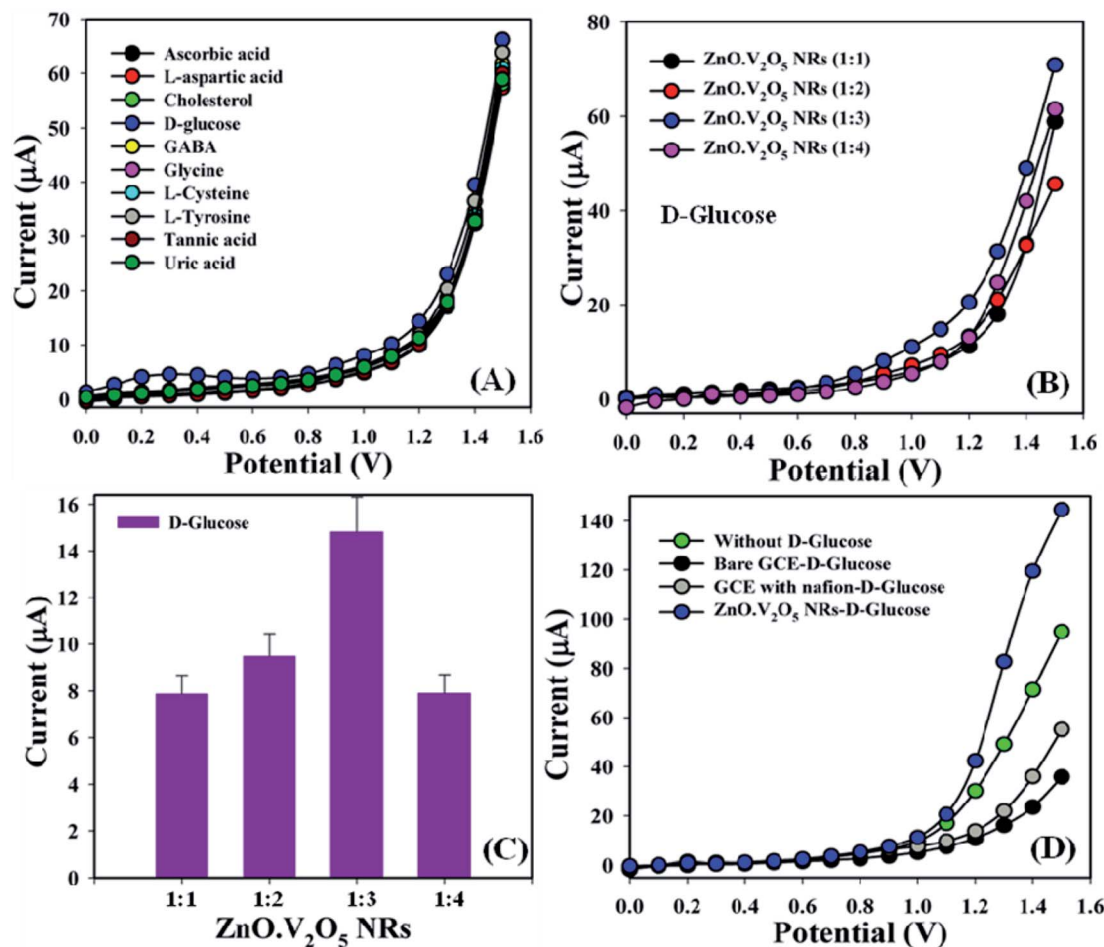 70
60
50
40
30
20
10
0
Current (µA)
Ascorbic acid
L-aspartic acid
Cholesterol
D-glucose
GABA
Glycine
L-Cysteine
L-Tyrosine
Tannic acid
Uric acid
(A)
0.0 0.2 0.4 0.6 0.8 1.0 1.2 1.4 1.6
Potential (V)
80
60
40
20
0
Current (µA)
ZnO.V₂O₅ NRs (1:1)
ZnO.V₂O₅ NRs (1:2)
ZnO.V₂O₅ NRs (1:3)
ZnO.V₂O₅ NRs (1:4)
D-Glucose
(B)
0.0 0.2 0.4 0.6 0.8 1.0 1.2 1.4 1.6
Potential (V)
16
14
12
10
8
6
4
2
0
Current (µA)
D-Glucose
(C)
1:1 1:2 1:3 1:4
ZnO.V₂O₅ NRs
140
120
100
80
60
40
20
0
Current (µA)
Without D-Glucose
Bare GCE-D-Glucose
GCE with nafion-D-Glucose
ZnO.V₂O₅ NRs-D-Glucose
(D)
0.0 0.2 0.4 0.6 0.8 1.0 1.2 1.4 1.6
Potential (V)